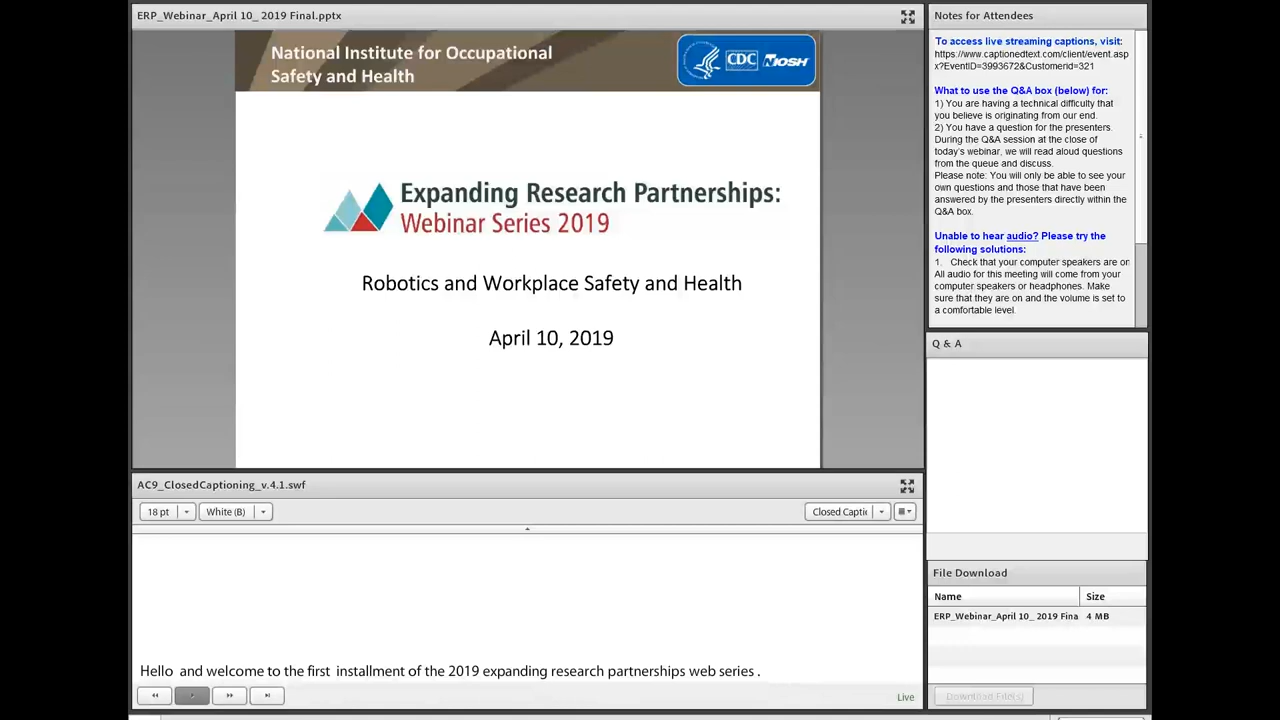 ERP_Webinar_April 10_ 2019 Final.pptx
National Institute for Occupational
Safety and Health
CDC
NIOSH
Expanding Research Partnerships:
Webinar Series 2019
Robotics and Workplace Safety and Health
April 10, 2019
AC9_ClosedCaptioning_v.4.1.swf
18 pt
White (B)
Closed Captic
Hello and welcome to the first installment of the 2019 expanding research partnerships web series .
Live
Notes for Attendees
To access live streaming captions, visit:
https://www.captionedtext.com/client/event.asp
x?EventID=3993672&Customerid=321
What to use the Q&A box (below) for:
1) You are having a technical difficulty that
you believe is originating from our end.
2) You have a question for the presenters.
During the Q&A session at the close of
today's webinar, we will read aloud questions
from the queue and discuss.
Please note: You will only be able to see your
own questions and those that have been
answered by the presenters directly within the
Q&A box.
Unable to hear audio? Please try the
following solutions:
1. Check that your computer speakers are on
All audio for this meeting will come from your
computer speakers or headphones. Make
sure that they are on and the volume is set to
a comfortable level.
Q & A
File Download
Name Size
ERP_Webinar_April 10_ 2019 Fina 4 MB
Download File(s)